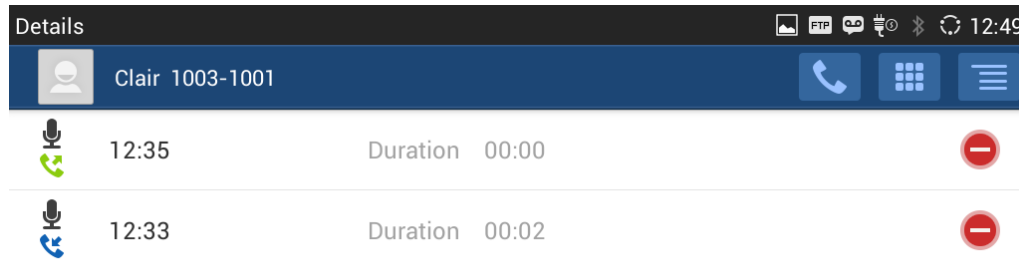 Details FTP 12:49
Clair 1003-1001
12:35 Duration 00:00
12:33 Duration 00:02